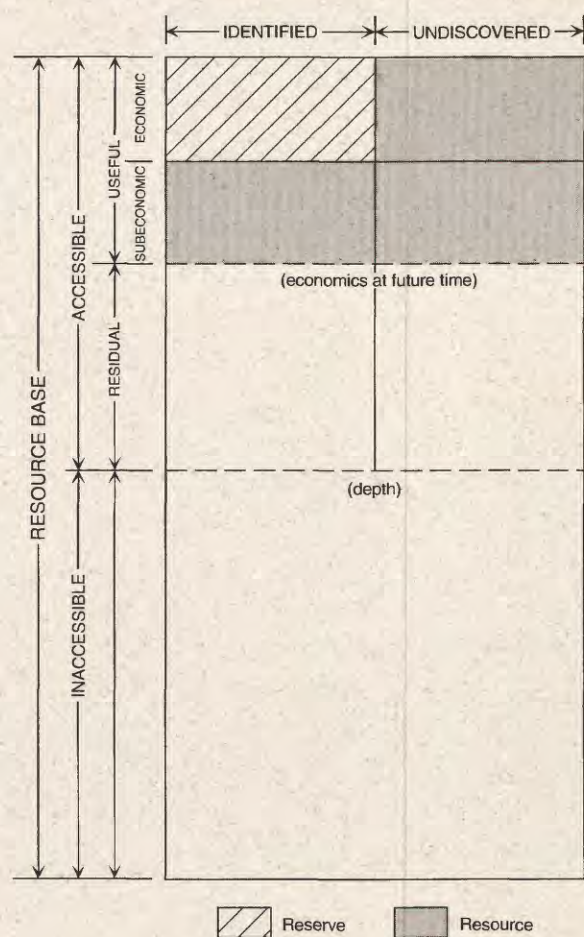 IDENTIFIED UNDISCOVERED
RESOURCE BASE
ACCESSIBLE
INACCESSIBLE
USEFUL
RESIDUAL
ECONOMIC
SUBECONOMIC
(economics at future time)
(depth)
Reserve Resource